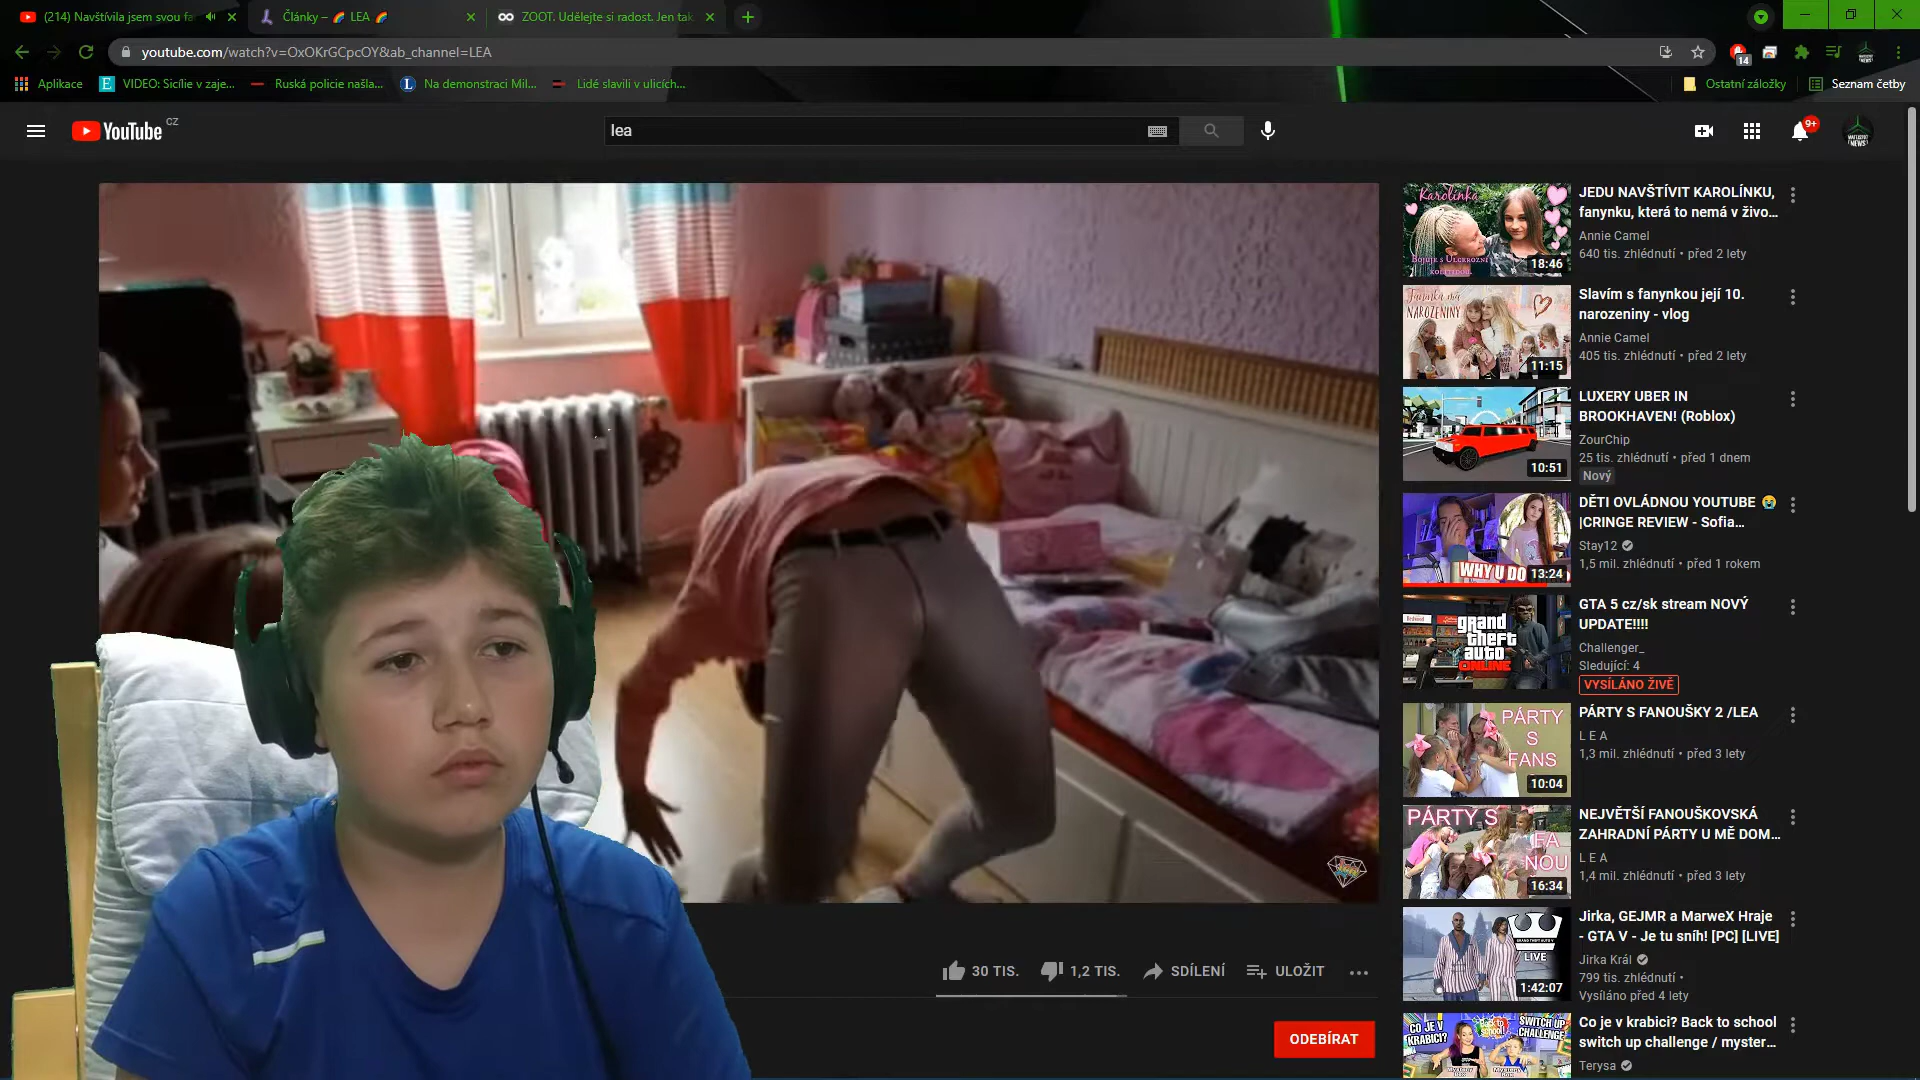 (214) Navštívila jsem svou fa
Články – 🌈 LEA 🌈
ZOOT. Udělejte si radost. Jen tak
youtube.com/watch?v=OxOKrGCpcOY&ab_channel=LEA
14
Aplikace
VIDEO: Sicílie v zaje...
Ruská policie našla...
Na demonstraci Mil...
Lidé slavili v ulicích...
Ostatní záložky
Seznam četby
YouTube CZ
lea
9+
Karolínka
18:46
JEDU NAVŠTÍVIT KAROLÍNKU,
fanynku, která to nemá v živo...
Annie Camel
640 tis. zhlédnutí • před 2 lety
Fanynka má
NAROZENINY
11:15
Slavím s fanynkou její 10.
narozeniny - vlog
Annie Camel
405 tis. zhlédnutí • před 2 lety
10:51
LUXERY UBER IN
BROOKHAVEN! (Roblox)
ZourChip
25 tis. zhlédnutí • před 1 dnem
Nový
WHY U DO
13:24
DĚTI OVLÁDNOU YOUTUBE 😭
|CRINGE REVIEW - Sofia...
Stay12
1,5 mil. zhlédnutí • před 1 rokem
grand
theft
auto
ONLINE
GTA 5 cz/sk stream NOVÝ
UPDATE!!!!
Challenger_
Sledující: 4
VYSÍLÁNO ŽIVĚ
PÁRTY
S
FANS
10:04
PÁRTY S FANOUŠKY 2 /LEA
L E A
1,3 mil. zhlédnutí • před 3 lety
PÁRTY S
FA
NOU
16:34
NEJVĚTŠÍ FANOUŠKOVSKÁ
ZAHRADNÍ PÁRTY U MĚ DOM...
L E A
1,4 mil. zhlédnutí • před 3 lety
LIVE
1:42:07
Jirka, GEJMR a MarweX Hraje
- GTA V - Je tu sníh! [PC] [LIVE]
Jirka Král
799 tis. zhlédnutí •
Vysíláno před 4 lety
CO JE V
KRABICI?
Back to
school
SWITCH UP
CHALLENGE
Co je v krabici? Back to school
switch up challenge / myster...
Terysa
30 TIS.
1,2 TIS.
SDÍLENÍ
ULOŽIT
ODEBÍRAT